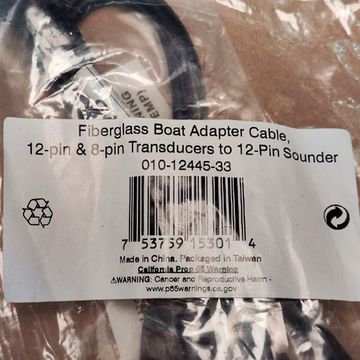 EMP)
Fiberglass Boat Adapter Cable,
12-pin & 8-pin Transducers to 12-Pin Sounder
010-12445-33
7 53759 15301 4
Made in China. Packaged in Taiwan
California Prop 65 Warning
⚠WARNING: Cancer and Reproductive Harm -
www.p65warnings.ca.gov